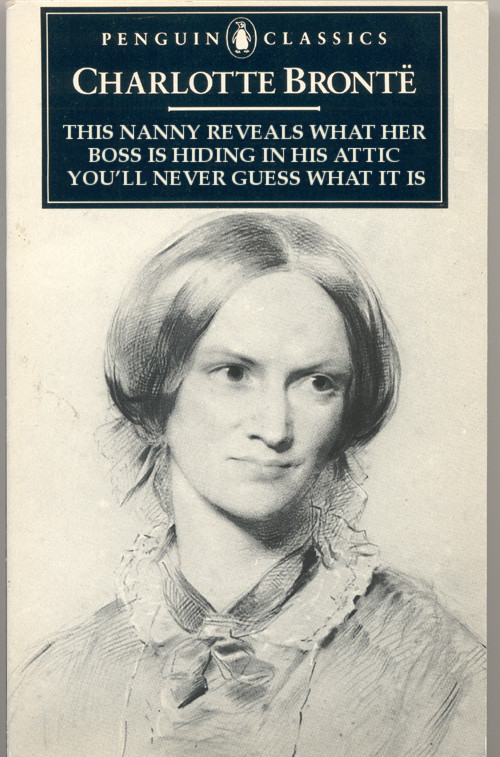 PENGUIN CLASSICS
CHARLOTTE BRONTË
THIS NANNY REVEALS WHAT HER
BOSS IS HIDING IN HIS ATTIC
YOU'LL NEVER GUESS WHAT IT IS